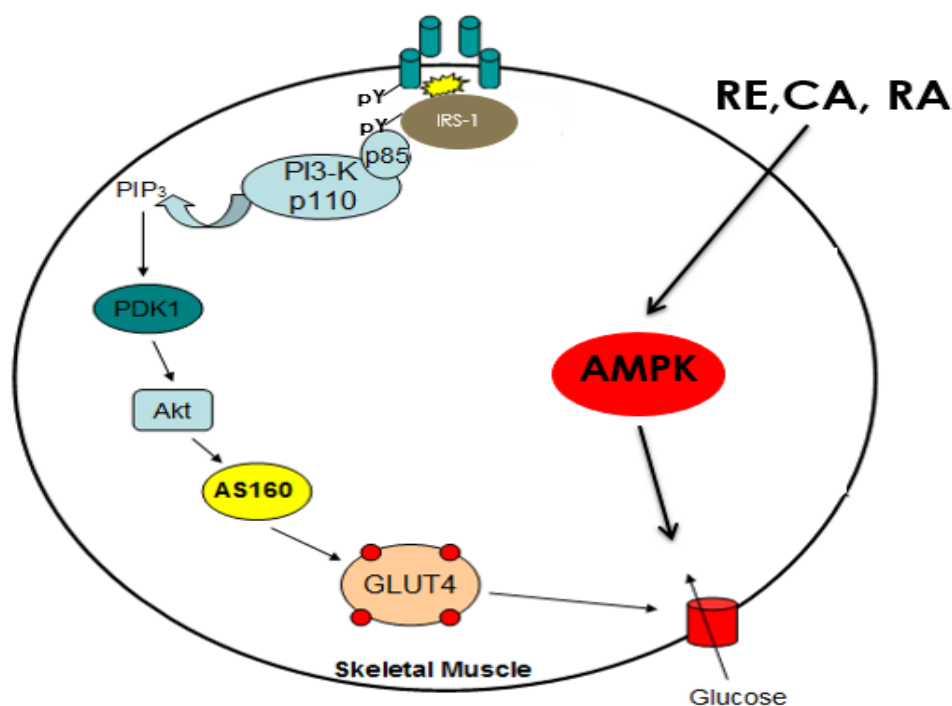 RE,CA, RA
pY
IRS-1
pY
p85
PI3-K
p110
PIP₃
PDK1
AMPK
Akt
AS160
GLUT4
Skeletal Muscle
Glucose